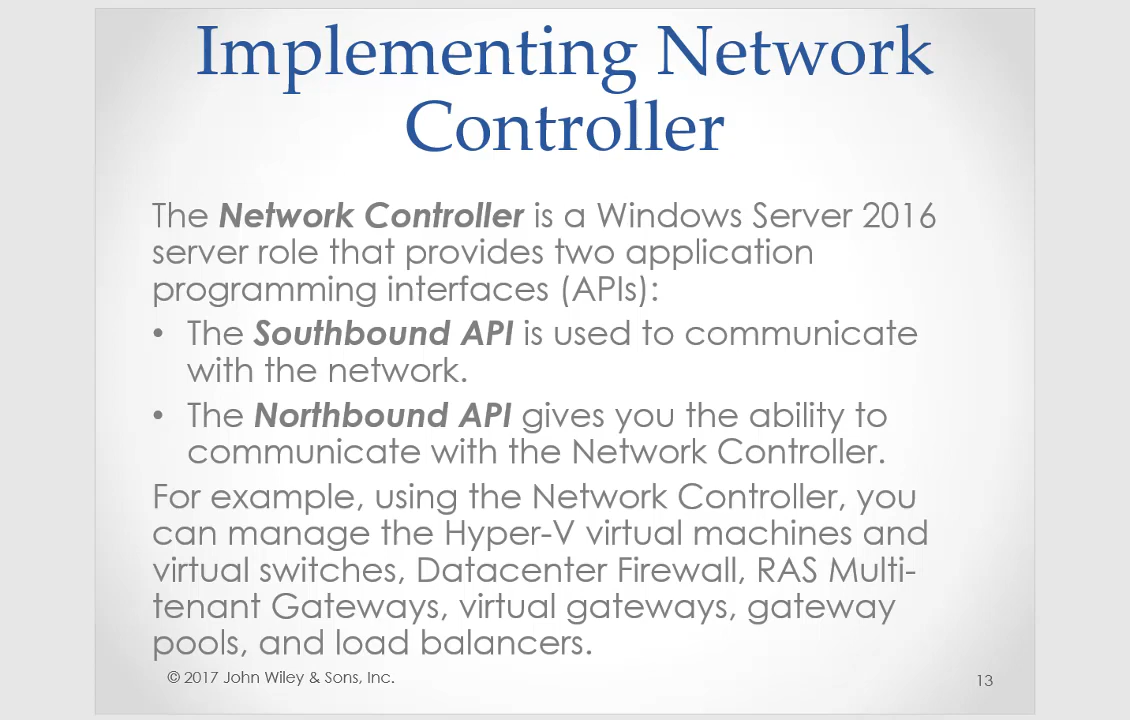 Implementing Network
Controller
The Network Controller is a Windows Server 2016
server role that provides two application
programming interfaces (APIs):
• The Southbound API is used to communicate
with the network.
• The Northbound API gives you the ability to
communicate with the Network Controller.
For example, using the Network Controller, you
can manage the Hyper-V virtual machines and
virtual switches, Datacenter Firewall, RAS Multi-
tenant Gateways, virtual gateways, gateway
pools, and load balancers.
© 2017 John Wiley & Sons, Inc.
13